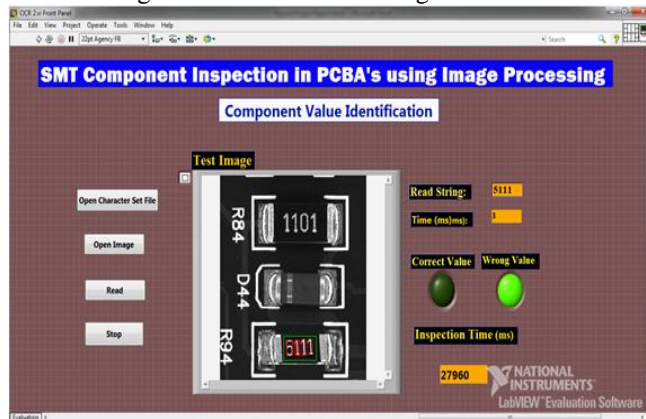 OCR 2.vi Front Panel
File Edit View Project Operate Tools Window Help
22pt Agency FB
Search
SMT Component Inspection in PCBA's using Image Processing
Component Value Identification
Test Image
Open Character Set File
Open Image
Read
Stop
R84
1101
D44
R94
5111
Read String:
5111
Time (ms)ms):
3
Correct Value
Wrong Value
Inspection Time (ms)
27960
NATIONAL
INSTRUMENTS
LabVIEW Evaluation Software
Evaluation